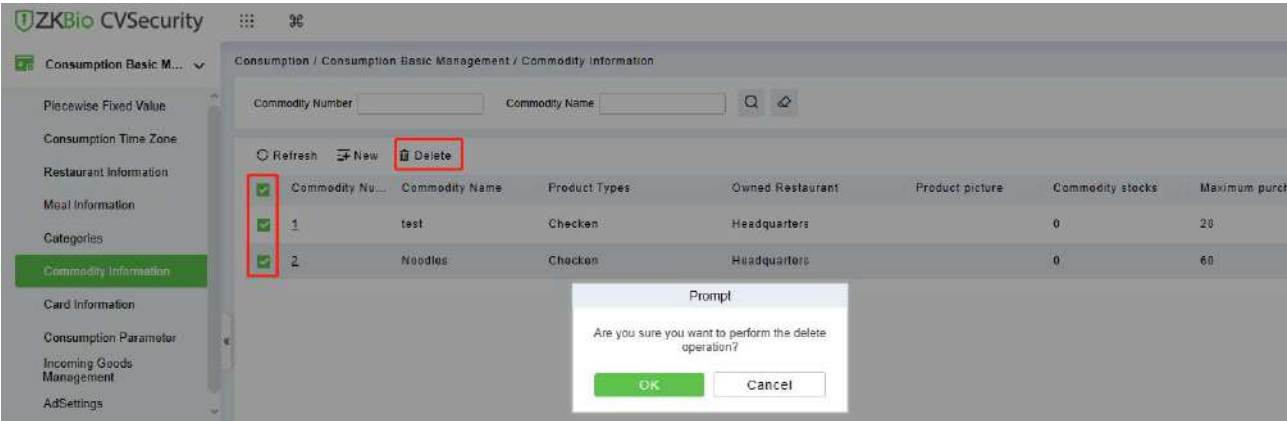 ZKBio CVSecurity
Consumption Basic M...
Consumption / Consumption Basic Management / Commodity Information
Piecewise Fixed Value
Consumption Time Zone
Restaurant Information
Meal Information
Categories
Commodity Information
Card Information
Consumption Parameter
Incoming Goods
Management
AdSettings
Commodity Number
Commodity Name
Refresh New Delete
Commodity Nu... Commodity Name Product Types Owned Restaurant Product picture Commodity stocks Maximum purch
1 test Checken Headquarters 0 20
2 Noodles Checken Headquarters 0 60
Prompt
Are you sure you want to perform the delete
operation?
OK Cancel